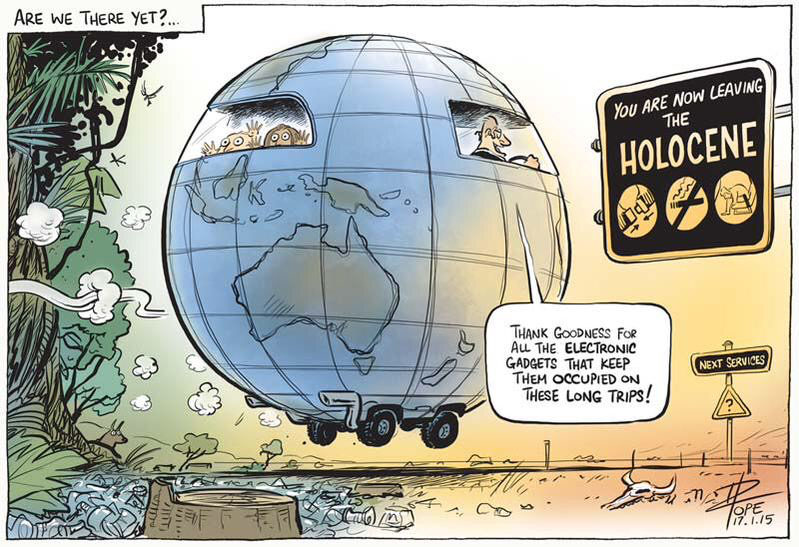 ARE WE THERE YET?...
YOU ARE NOW LEAVING
THE
HOLOCENE
THANK GOODNESS FOR
ALL THE ELECTRONIC
GADGETS THAT KEEP
THEM OCCUPIED ON
THESE LONG TRIPS!
NEXT SERVICES
?
POPE
17.1.15